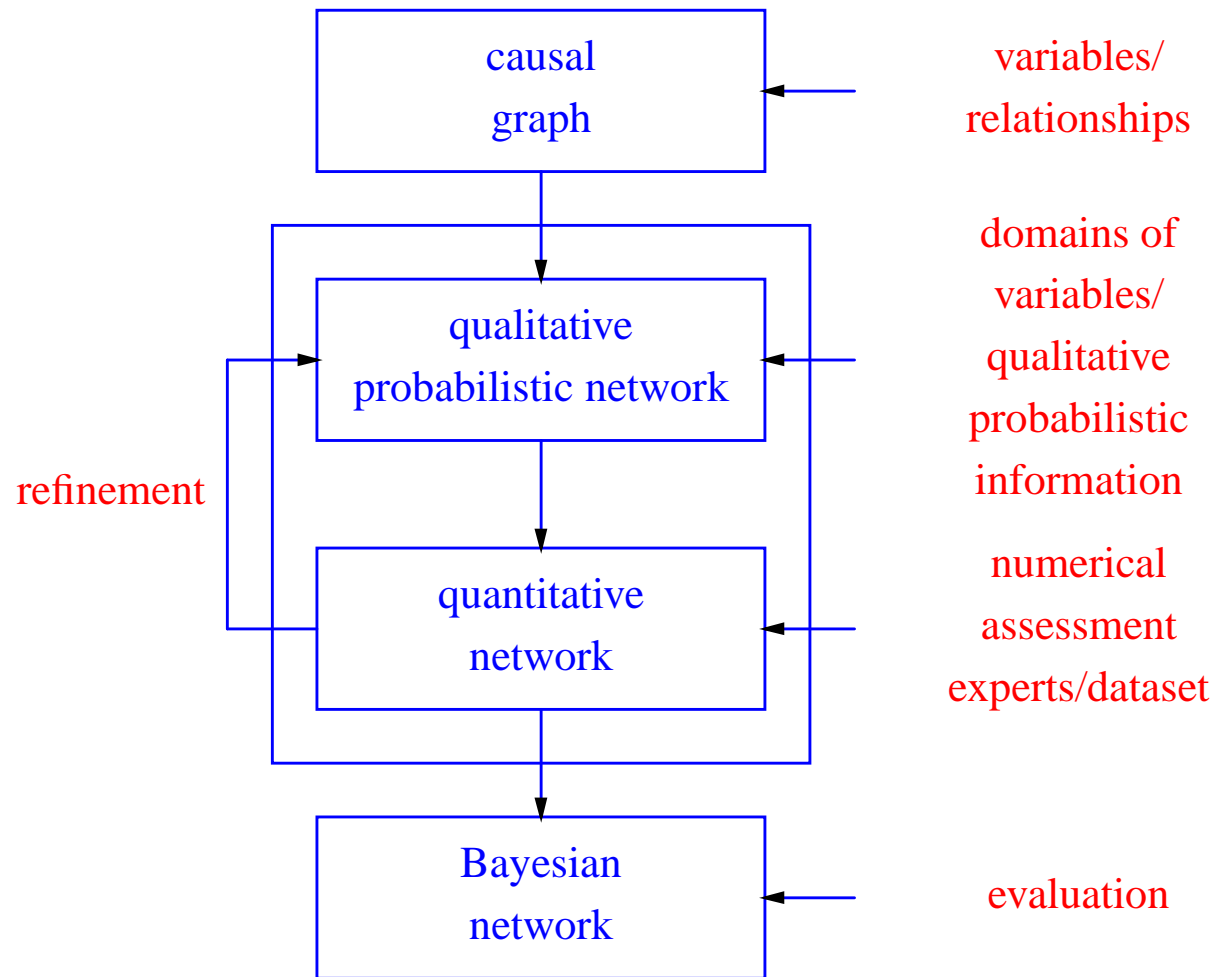 causal
graph
variables/
relationships
qualitative
probabilistic network
domains of
variables/
qualitative
probabilistic
information
refinement
quantitative
network
numerical
assessment
experts/dataset
Bayesian
network
evaluation